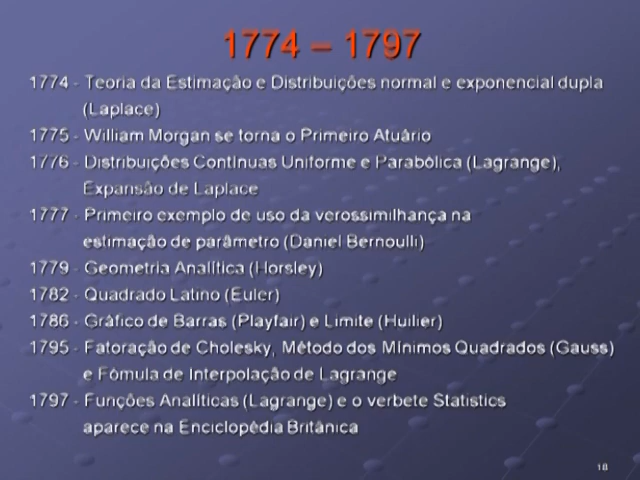 1774 – 1797
1774 - Teoria da Estimação e Distribuições normal e exponencial dupla
(Laplace)
1775 - William Morgan se torna o Primeiro Atuário
1776 - Distribuições Contínuas Uniforme e Parabólica (Lagrange),
Expansão de Laplace
1777 - Primeiro exemplo de uso da verossimilhança na
estimação de parâmetro (Daniel Bernoulli)
1779 - Geometria Analítica (Horsley)
1782 - Quadrado Latino (Euler)
1786 - Gráfico de Barras (Playfair) e Limite (Huilier)
1795 - Fatoração de Cholesky, Método dos Mínimos Quadrados (Gauss)
e Fómula de Interpolação de Lagrange
1797 - Funções Analíticas (Lagrange) e o verbete Statistics
aparece na Enciclopédia Britânica
18